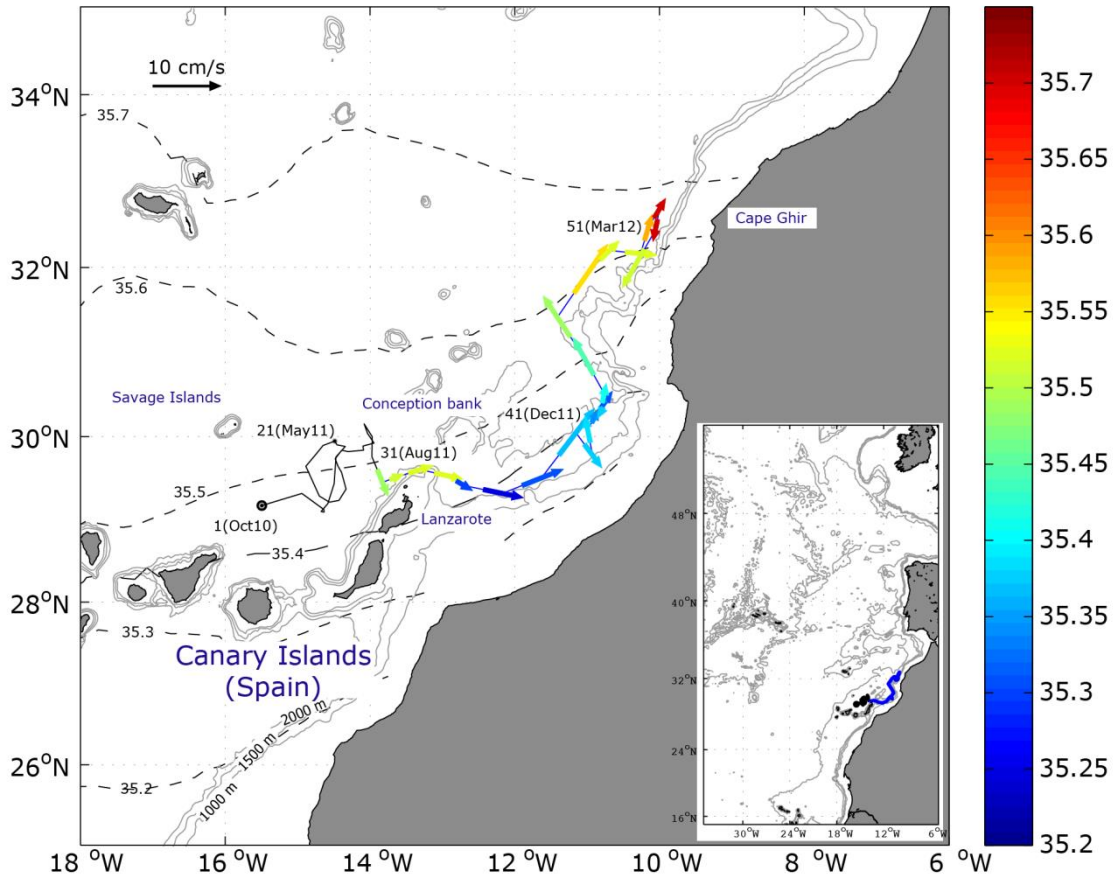 10 cm/s
34°N
32°N
30°N
28°N
26°N
35.7
35.6
35.5
35.4
35.3
35.2
51(Mar12)
Cape Ghir
Savage Islands
Conception bank
21(May11)
41(Dec11)
31(Aug11)
1(Oct10)
Lanzarote
Canary Islands
(Spain)
1000 m
1500 m
2000 m
18°W
16°W
14°W
12°W
10°W
8°W
6 °W
48°N
40°N
32°N
24°N
16°N
30°W
24°W
18°W
12°W
6°W
35.7
35.65
35.6
35.55
35.5
35.45
35.4
35.35
35.3
35.25
35.2